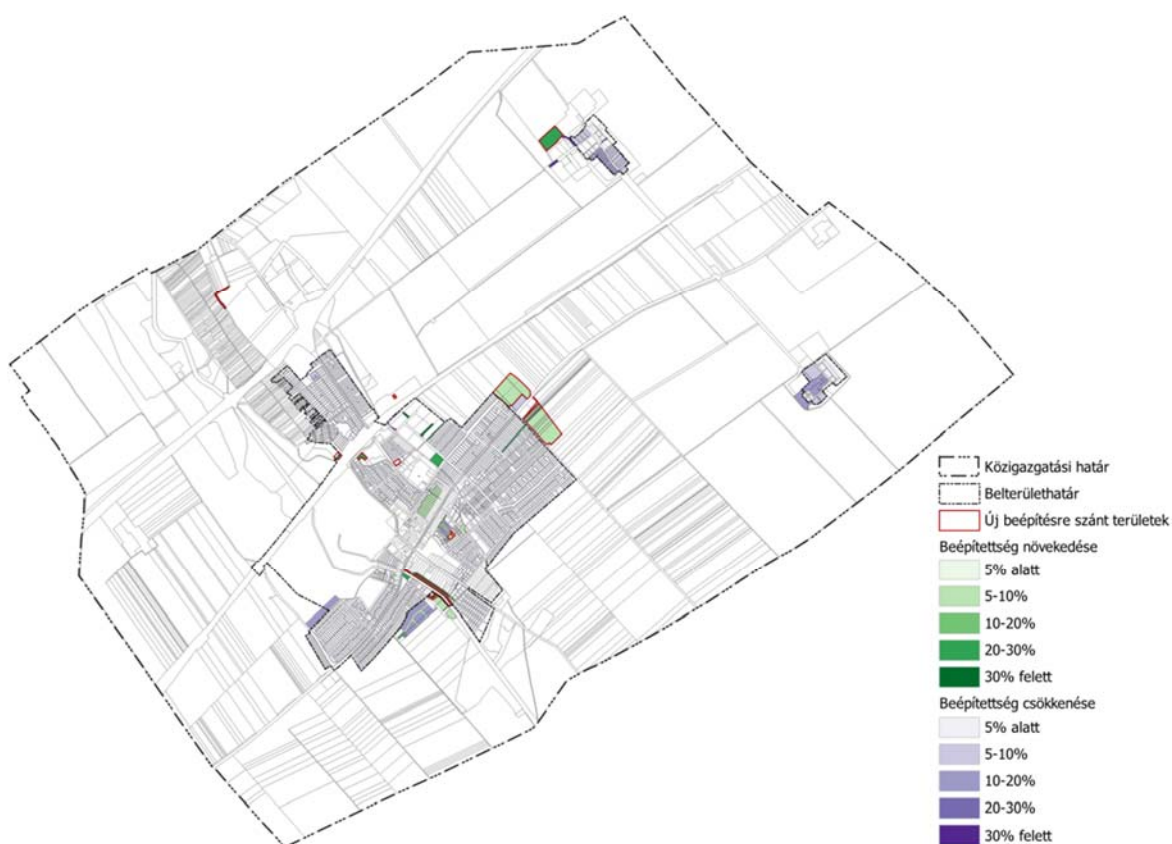 Közigazgatási határ
Belterülethatár
Új beépítésre szánt területek
Beépítettség növekedése
5% alatt
5-10%
10-20%
20-30%
30% felett
Beépítettség csökkenése
5% alatt
5-10%
10-20%
20-30%
30% felett